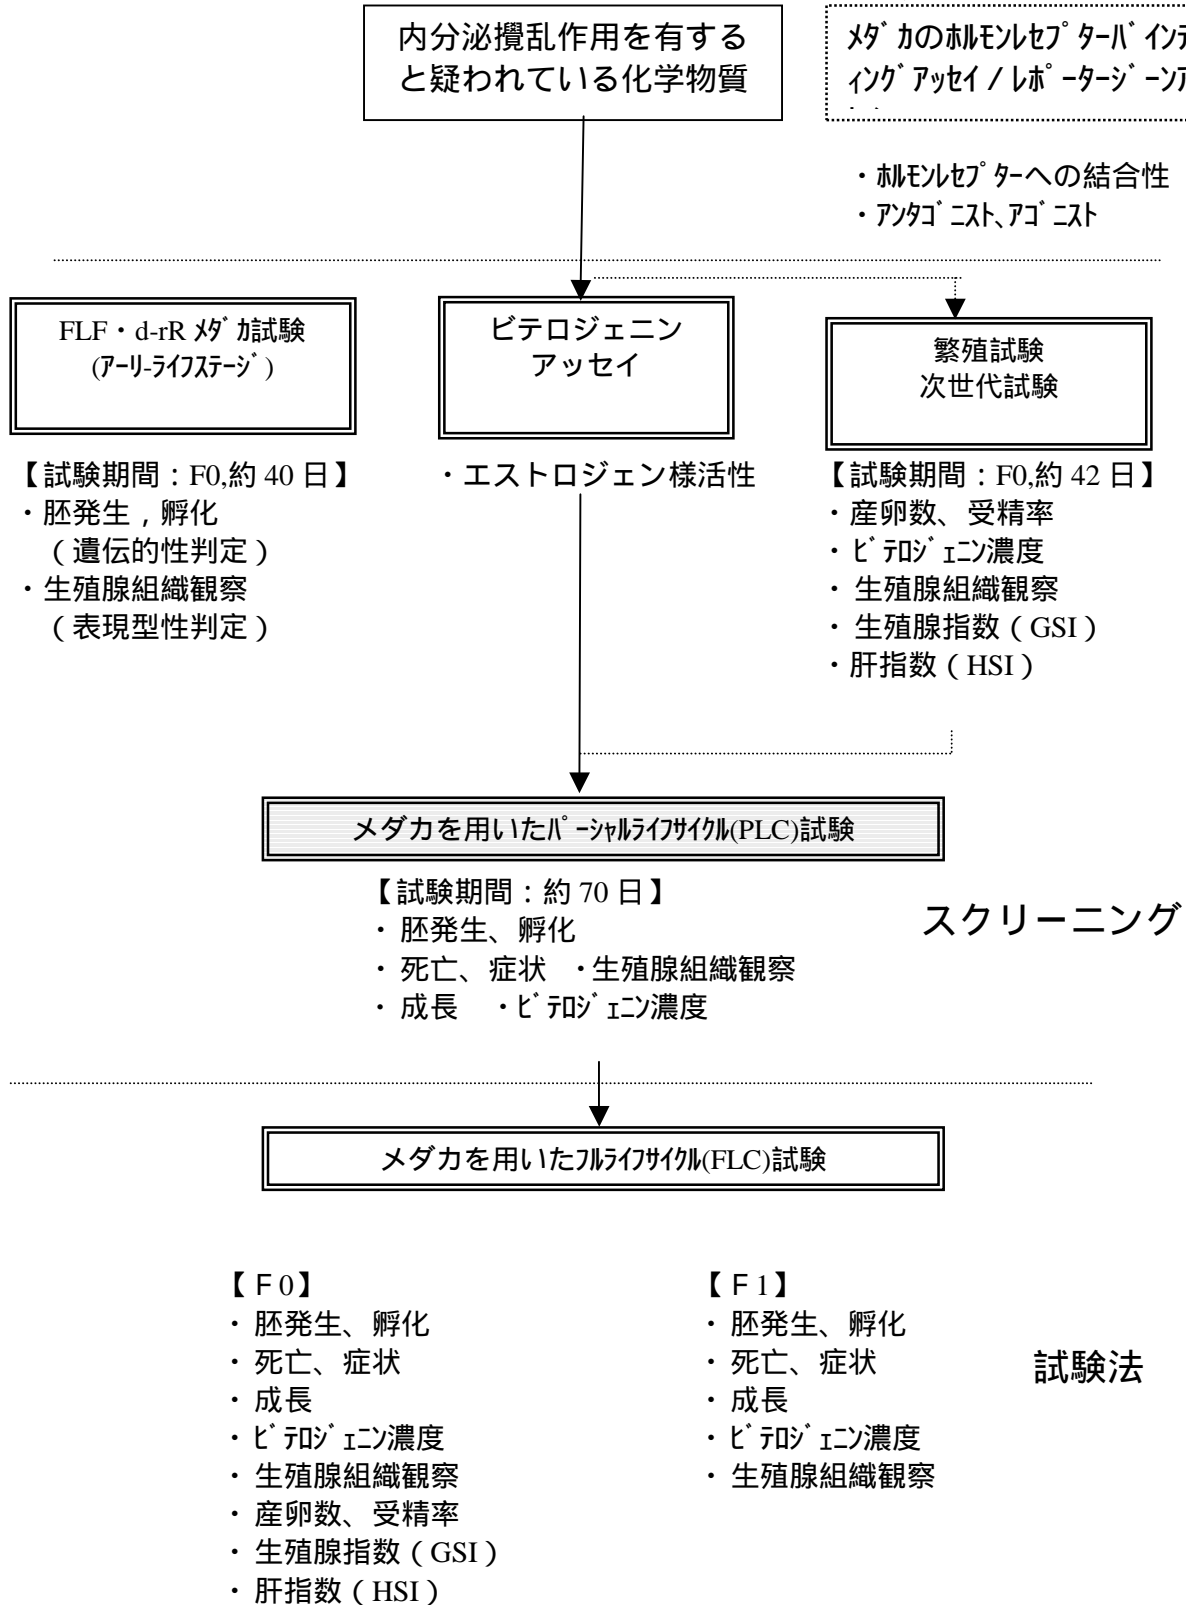 内分泌攪乱作用を有する
と疑われている化学物質
メダカのホルモンレセプターバインデ
ィングアッセイ／レポータージーンア
・ホルモンレセプターへの結合性
・アンタゴニスト、アゴニスト
FLF・d-rR メダカ試験
(アーリ-ライフステージ)
【試験期間：F0,約 40 日】
・胚発生，孵化
（遺伝的性判定）
・生殖腺組織観察
（表現型性判定）
ビテロジェニン
アッセイ
・エストロジェン様活性
繁殖試験
次世代試験
【試験期間：F0,約 42 日】
・産卵数、受精率
・ビテロジェニン濃度
・生殖腺組織観察
・生殖腺指数（GSI）
・肝指数（HSI）
メダカを用いたパーシャルライフサイクル(PLC)試験
【試験期間：約 70 日】
・胚発生、孵化
・死亡、症状　・生殖腺組織観察
・成長　・ビテロジェニン濃度
スクリーニング
メダカを用いたフルライフサイクル(FLC)試験
【Ｆ0】
・胚発生、孵化
・死亡、症状
・成長
・ビテロジェニン濃度
・生殖腺組織観察
・産卵数、受精率
・生殖腺指数（GSI）
・肝指数（HSI）
【Ｆ1】
・胚発生、孵化
・死亡、症状
・成長
・ビテロジェニン濃度
・生殖腺組織観察
試験法